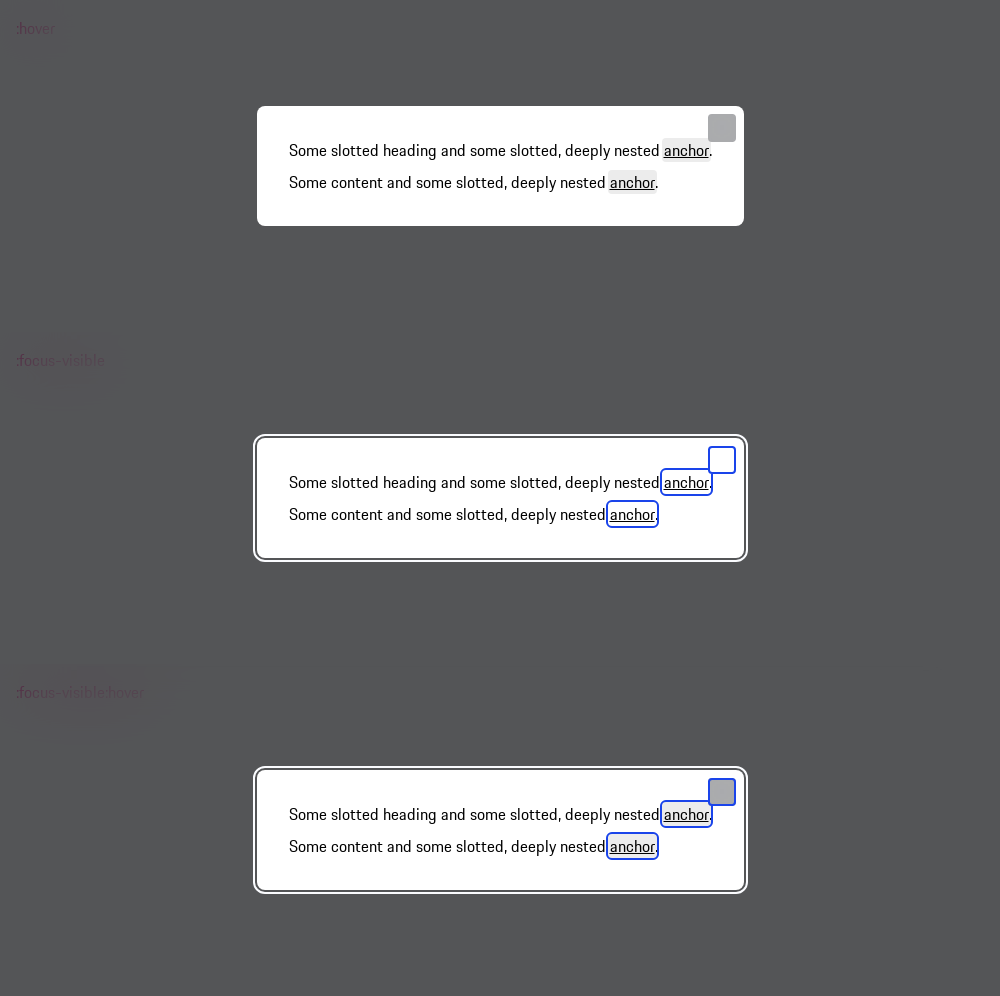 :hover
Some slotted heading and some slotted, deeply nested anchor.
Some content and some slotted, deeply nested anchor.
:focus-visible
Some slotted heading and some slotted, deeply nested anchor.
Some content and some slotted, deeply nested anchor.
:focus-visible:hover
Some slotted heading and some slotted, deeply nested anchor.
Some content and some slotted, deeply nested anchor.